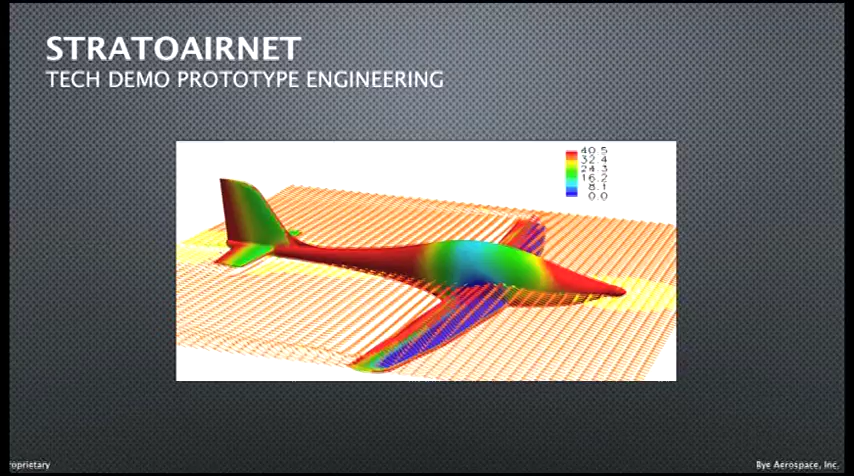 STRATOAIRNET
TECH DEMO PROTOTYPE ENGINEERING
40.5
32.4
24.3
16.2
8.1
0.0
roprietary
Bye Aerospace, Inc.